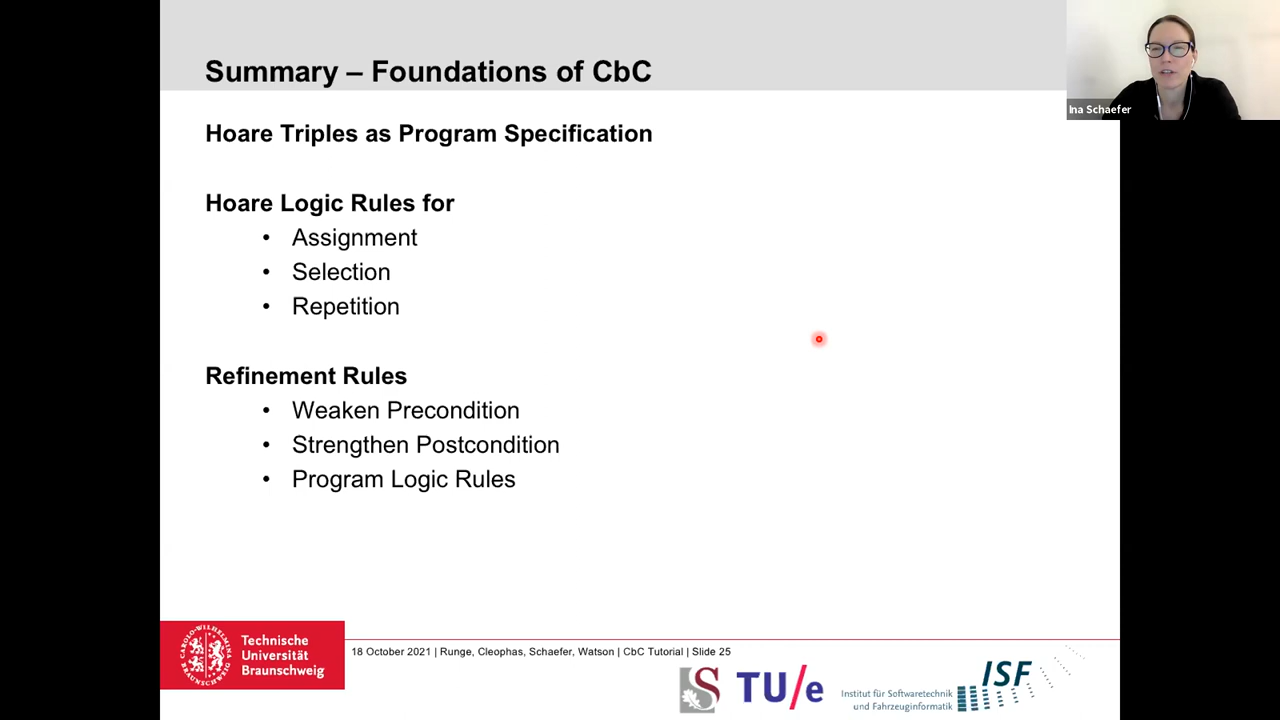 Summary – Foundations of CbC
Ina Schaefer
Hoare Triples as Program Specification
Hoare Logic Rules for
• Assignment
• Selection
• Repetition
Refinement Rules
• Weaken Precondition
• Strengthen Postcondition
• Program Logic Rules
Technische
Universität
Braunschweig
18 October 2021 | Runge, Cleophas, Schaefer, Watson | CbC Tutorial | Slide 25
S
TU/e
Institut für Softwaretechnik
und Fahrzeuginformatik
ISF